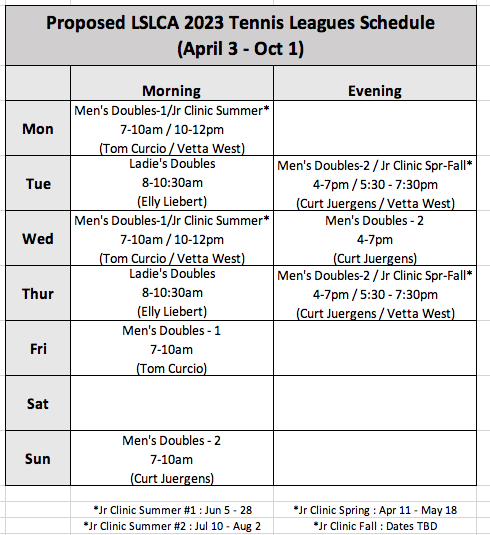 Proposed LSLCA 2023 Tennis Leagues Schedule
(April 3 - Oct 1)
Morning Evening
Mon
Men's Doubles-1/Jr Clinic Summer*
7-10am / 10-12pm
(Tom Curcio / Vetta West)
Tue
Ladie's Doubles
8-10:30am
(Elly Liebert)
Men's Doubles-2 / Jr Clinic Spr-Fall*
4-7pm / 5:30 - 7:30pm
(Curt Juergens / Vetta West)
Wed
Men's Doubles-1/Jr Clinic Summer*
7-10am / 10-12pm
(Tom Curcio / Vetta West)
Men's Doubles - 2
4-7pm
(Curt Juergens)
Thur
Ladie's Doubles
8-10:30am
(Elly Liebert)
Men's Doubles-2 / Jr Clinic Spr-Fall*
4-7pm / 5:30 - 7:30pm
(Curt Juergens / Vetta West)
Fri
Men's Doubles - 1
7-10am
(Tom Curcio)
Sat
Sun
Men's Doubles - 2
7-10am
(Curt Juergens)
*Jr Clinic Summer #1 : Jun 5 - 28
*Jr Clinic Spring : Apr 11 - May 18
*Jr Clinic Summer #2 : Jul 10 - Aug 2
*Jr Clinic Fall : Dates TBD